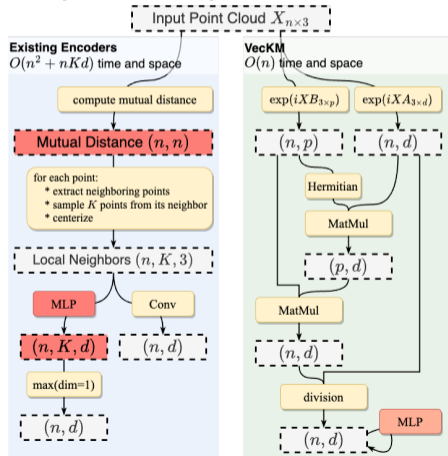 Input Point Cloud X_{n×3}
Existing Encoders
O(n² + nKd) time and space
compute mutual distance
Mutual Distance (n, n)
for each point:
* extract neighboring points
* sample K points from its neighbor
* centerize
Local Neighbors (n, K, 3)
MLP
Conv
(n, K, d)
(n, d)
max(dim=1)
(n, d)
VecKM
O(n) time and space
exp(iXB_{3×p})
exp(iXA_{3×d})
(n, p)
(n, d)
Hermitian
MatMul
(p, d)
MatMul
(n, d)
division
MLP
(n, d)